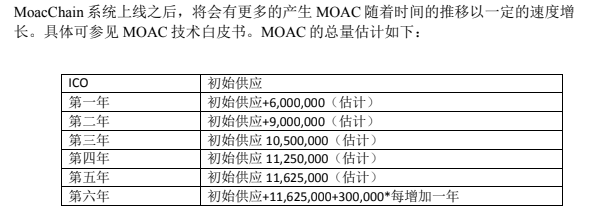 MoacChain 系统上线之后，将会有更多的产生 MOAC 随着时间的推移以一定的速度增
长。具体可参见 MOAC 技术白皮书。MOAC 的总量估计如下：
ICO 初始供应
第一年 初始供应+6,000,000（估计）
第二年 初始供应+9,000,000（估计）
第三年 初始供应 10,500,000（估计）
第四年 初始供应 11,250,000（估计）
第五年 初始供应 11,625,000（估计）
第六年 初始供应+11,625,000+300,000*每增加一年